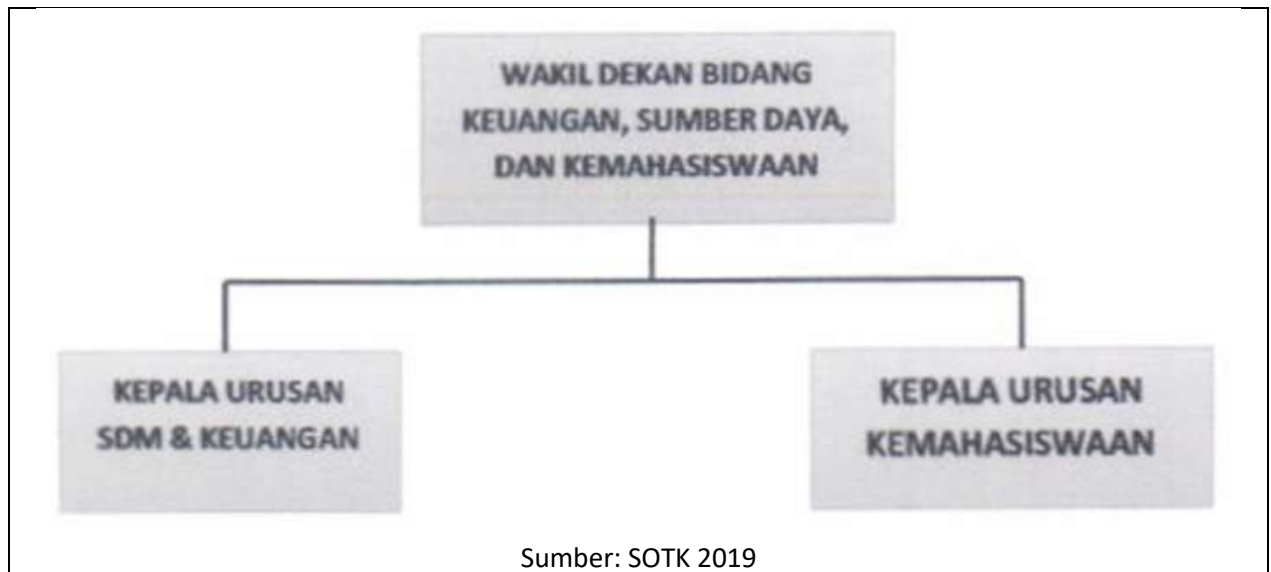 WAKIL DEKAN BIDANG
KEUANGAN, SUMBER DAYA,
DAN KEMAHASISWAAN
KEPALA URUSAN
SDM & KEUANGAN
KEPALA URUSAN
KEMAHASISWAAN
Sumber: SOTK 2019